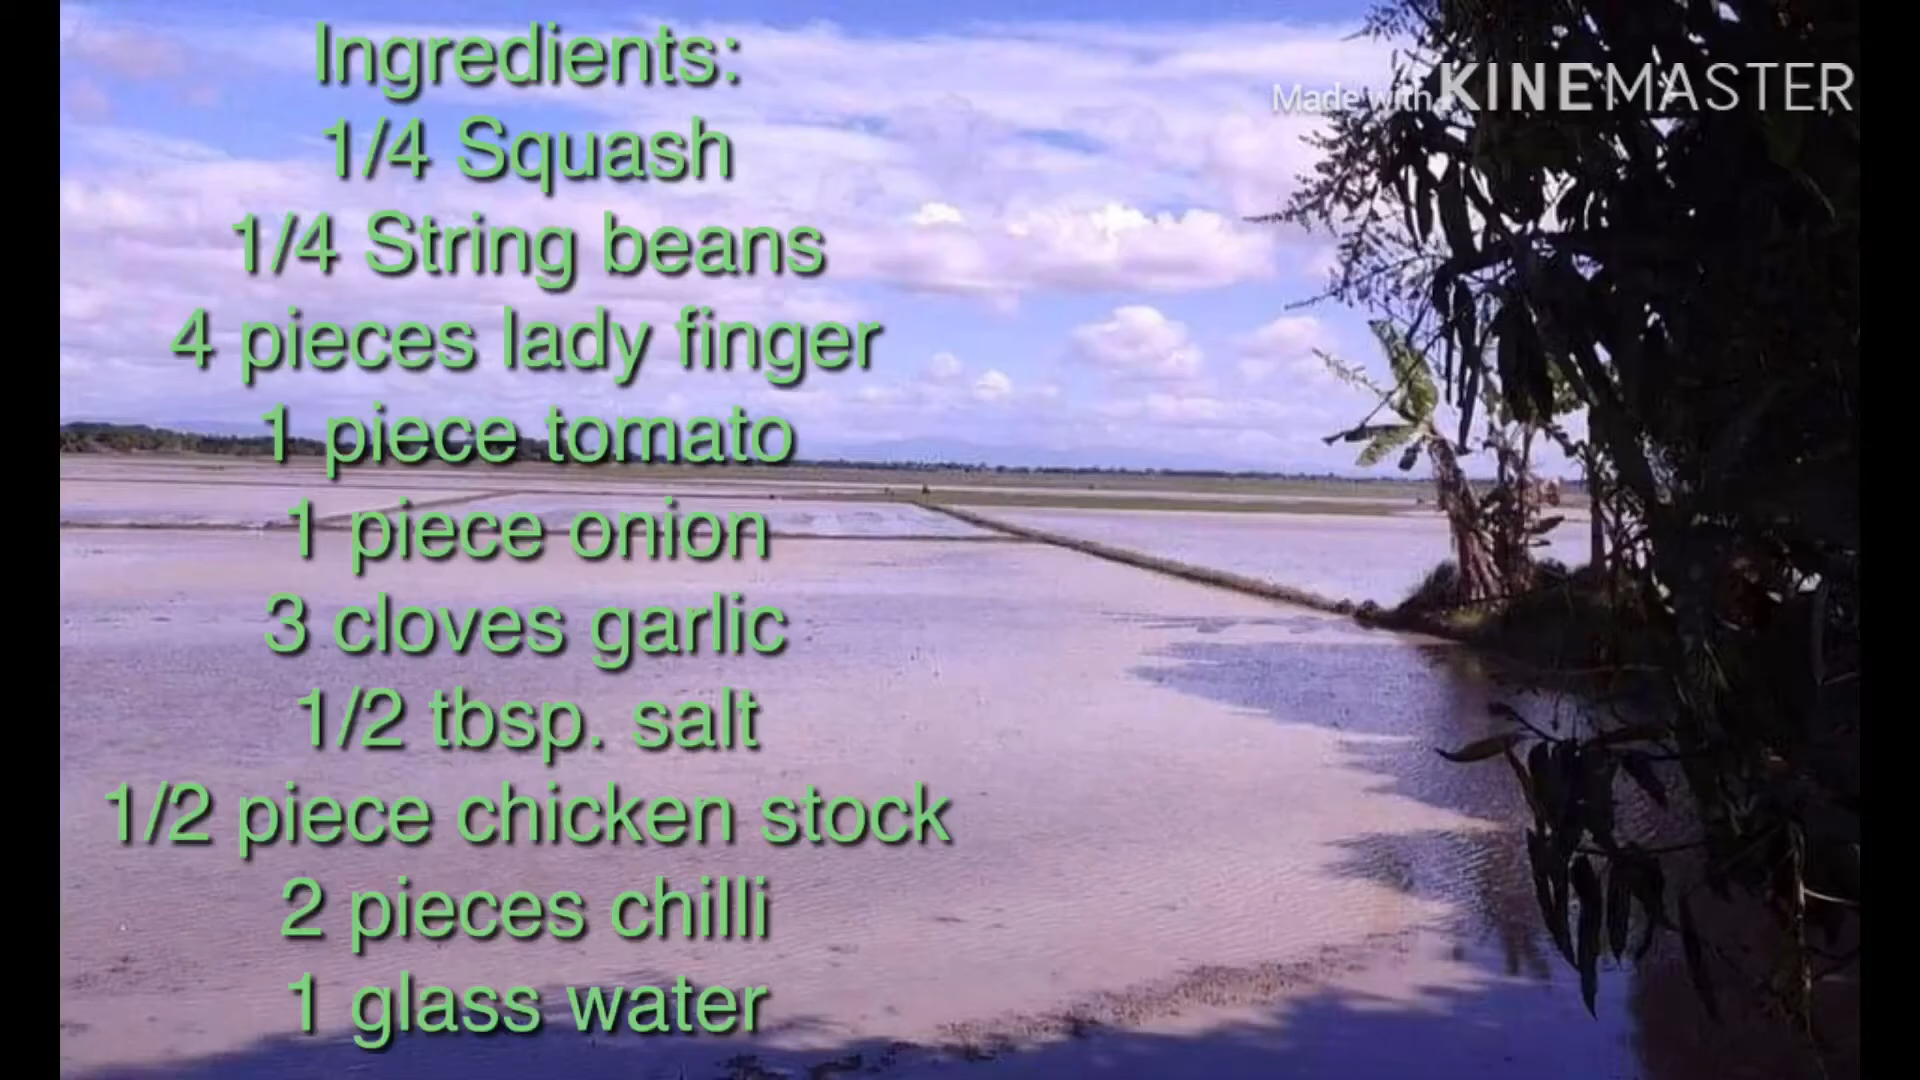 Ingredients:
1/4 Squash
1/4 String beans
4 pieces lady finger
1 piece tomato
1 piece onion
3 cloves garlic
1/2 tbsp. salt
1/2 piece chicken stock
2 pieces chilli
1 glass water
Made with KINEMASTER